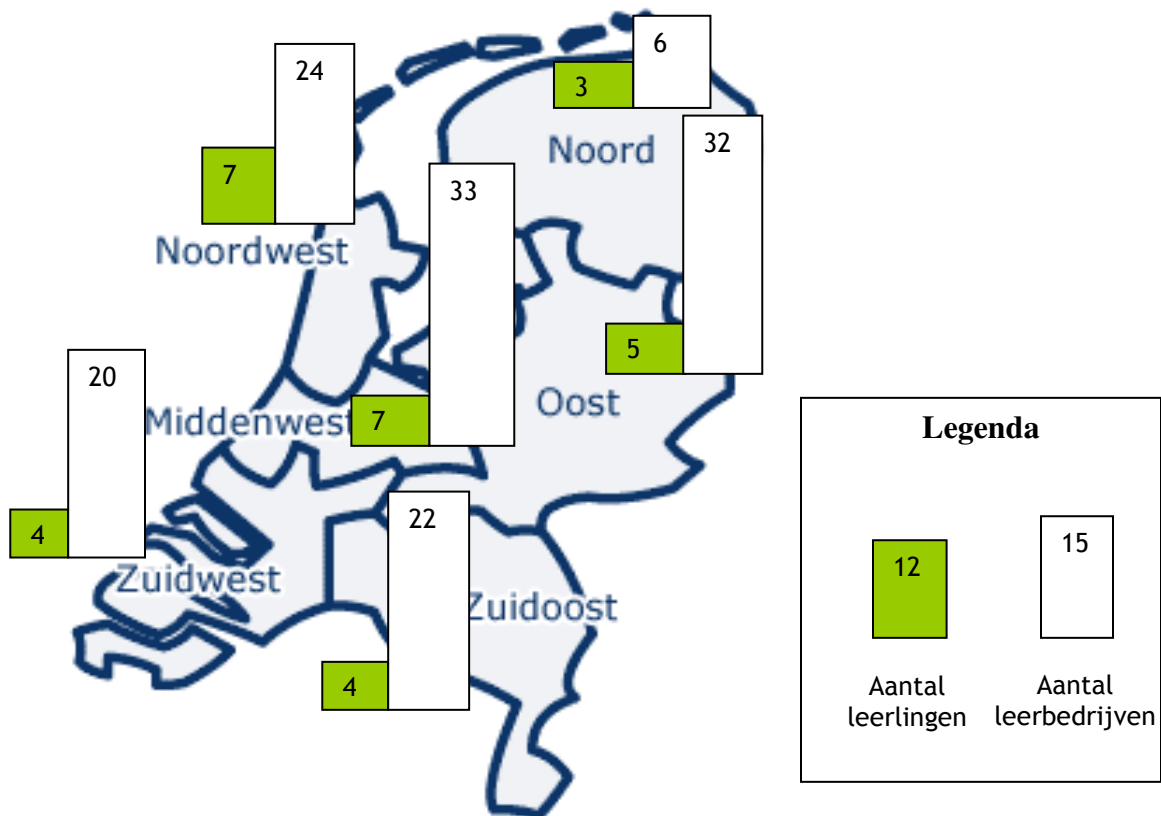 6
3
24
7
Noordwest
Noord
32
5
33
7
Middenwest
Oost
20
4
Zuidwest
22
4
Zuidoost
Legenda
12
15
Aantal
leerlingen
Aantal
leerbedrijven